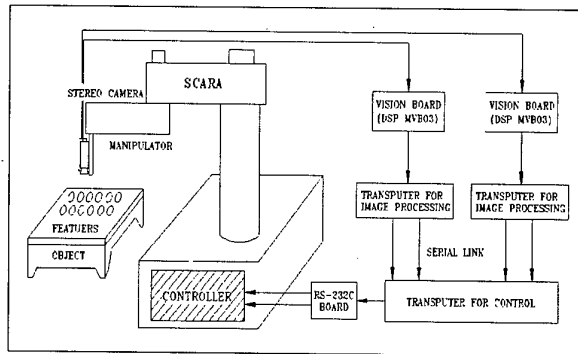 SCARA
STEREO CAMERA
MANIPULATOR
VISION BOARD
(DSP MVB03)
VISION BOARD
(DSP MVB03)
TRANSPUTER FOR
IMAGE PROCESSING
TRANSPUTER FOR
IMAGE PROCESSING
FEATUERS
OBJECT
SERIAL LINK
CONTROLLER
RS-232C
BOARD
TRANSPUTER FOR CONTROL